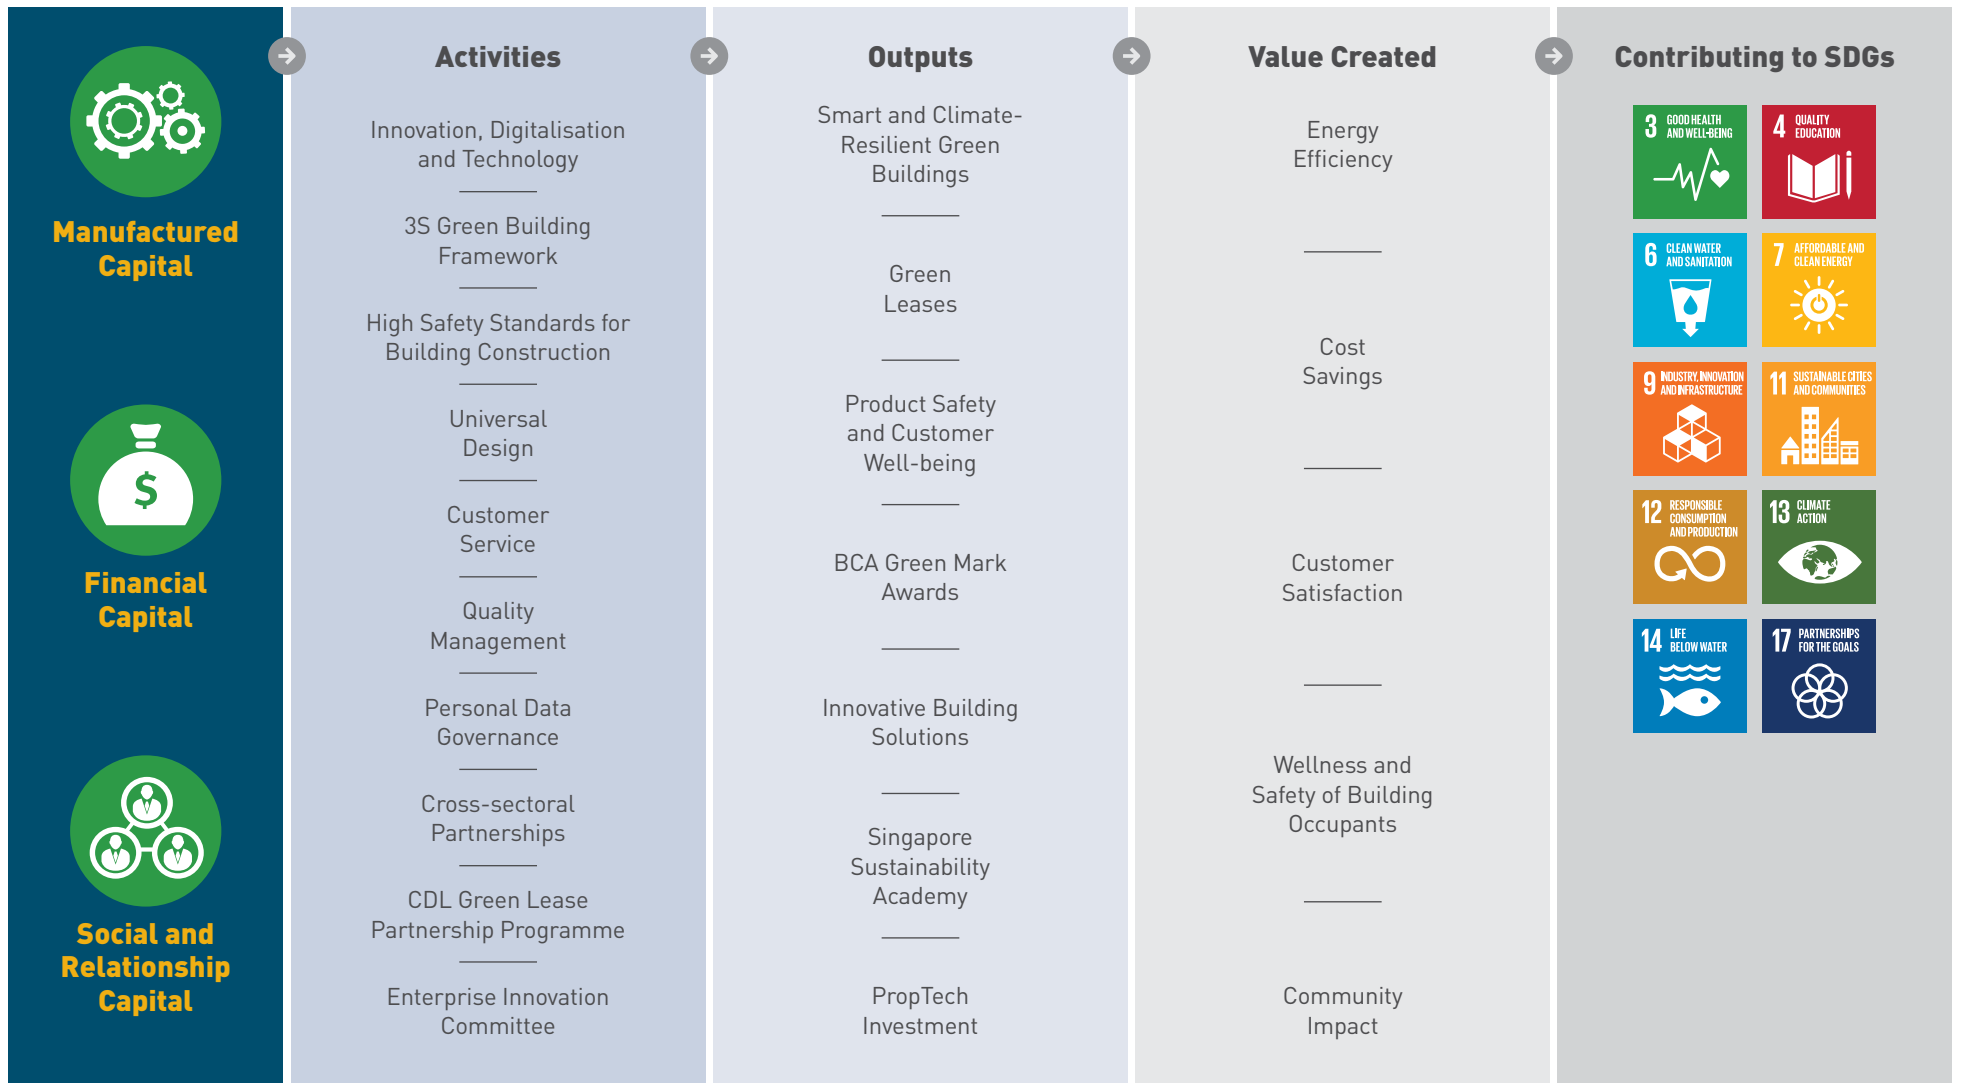 Manufactured
Capital
$
Financial
Capital
Social and
Relationship
Capital
Activities
Innovation, Digitalisation
and Technology
3S Green Building
Framework
High Safety Standards for
Building Construction
Universal
Design
Customer
Service
Quality
Management
Personal Data
Governance
Cross-sectoral
Partnerships
CDL Green Lease
Partnership Programme
Enterprise Innovation
Committee
Outputs
Smart and Climate-
Resilient Green
Buildings
Green
Leases
Product Safety
and Customer
Well-being
BCA Green Mark
Awards
Innovative Building
Solutions
Singapore
Sustainability
Academy
PropTech
Investment
Value Created
Energy
Efficiency
Cost
Savings
Customer
Satisfaction
Wellness and
Safety of Building
Occupants
Community
Impact
Contributing to SDGs
3 GOOD HEALTH
AND WELL-BEING
4 QUALITY
EDUCATION
6 CLEAN WATER
AND SANITATION
7 AFFORDABLE AND
CLEAN ENERGY
9 INDUSTRY, INNOVATION
AND INFRASTRUCTURE
11 SUSTAINABLE CITIES
AND COMMUNITIES
12 RESPONSIBLE
CONSUMPTION
AND PRODUCTION
13 CLIMATE
ACTION
14 LIFE
BELOW WATER
17 PARTNERSHIPS
FOR THE GOALS